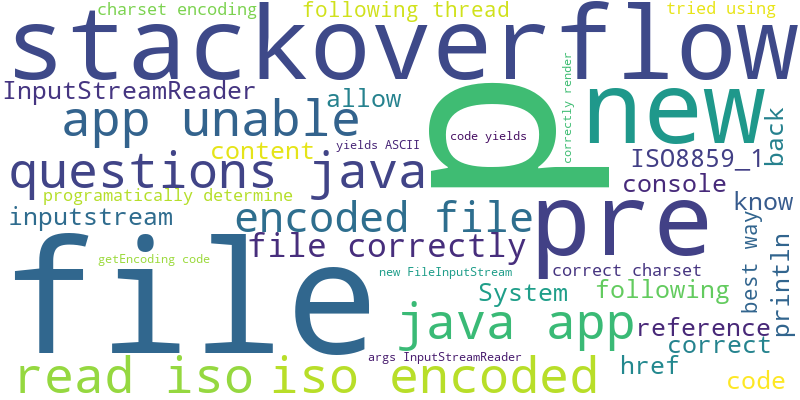 charset encoding
following thread
tried using
stackoverflow
InputStreamReader
allow
new
app unable
p
code yields
correctly render
yields ASCII
content
ISO8859_1
back
questions java
console
programatically determine
pre
know
inputstream
encoded file
file correctly
best way
println
file
getEncoding code
new FileInputStream
correct charset
System
following
java app
reference
correct
args InputStreamReader
href
read iso
iso encoded
code